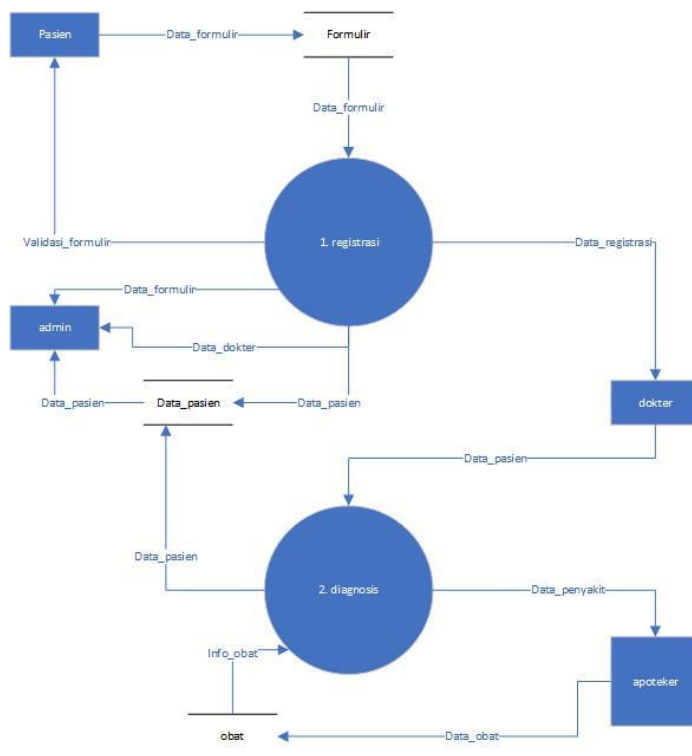 Pasien
Data_formulir
Formulir
Data_formulir
1. registrasi
Validasi_formulir
Data_registrasi
Data_formulir
admin
Data_dokter
Data_pasien
Data_pasien
Data_pasien
dokter
Data_pasien
Data_pasien
2. diagnosis
Data_penyakit
Info_obat
apoteker
obat
Data_obat